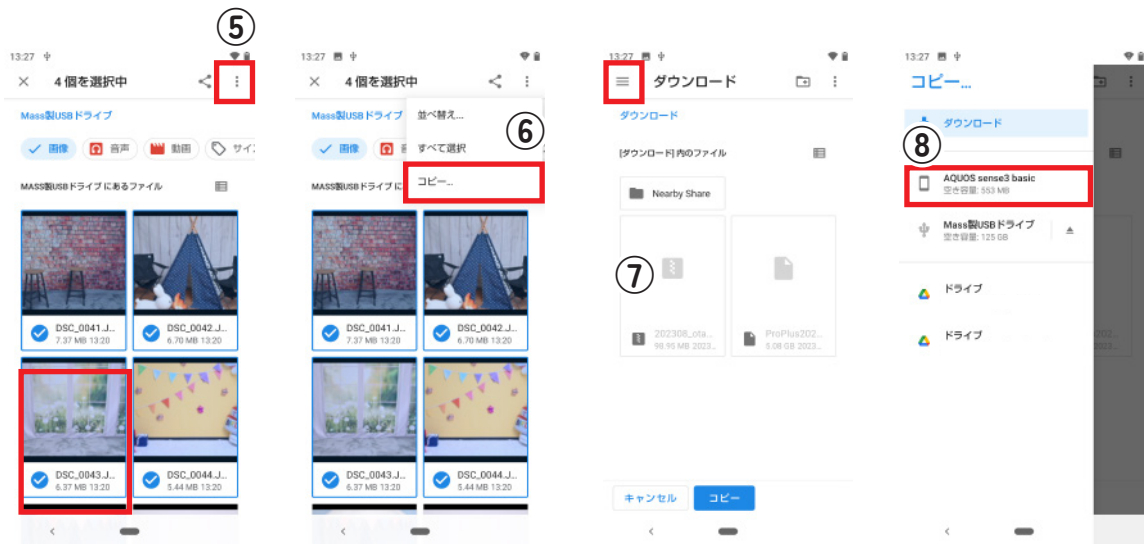 ⑤
13:27
4 個を選択中
Mass製USBドライブ
画像
音声
動画
サイ
MASS製USBドライブ にあるファイル
DSC_0041.J...
7.37 MB 13:20
DSC_0042.J...
6.70 MB 13:20
DSC_0043.J...
6.37 MB 13:20
DSC_0044.J...
5.44 MB 13:20
13:27
4 個を選択中
Mass製USBドライブ
並べ替え...
⑥
画像
すべて選択
コピー...
MASS製USBドライブ に
DSC_0041.J...
7.37 MB 13:20
DSC_0042.J...
6.70 MB 13:20
DSC_0043.J...
6.37 MB 13:20
DSC_0044.J...
5.44 MB 13:20
13:27
ダウンロード
ダウンロード
[ダウンロード] 内のファイル
Nearby Share
⑦
202308_ota...
98.95 MB 2023...
ProPlus202...
5.08 GB 2023...
キャンセル
コピー
13:27
コピー...
ダウンロード
⑧
AQUOS sense3 basic
空き容量: 553 MB
Mass製USBドライブ
空き容量: 125 GB
ドライブ
ドライブ